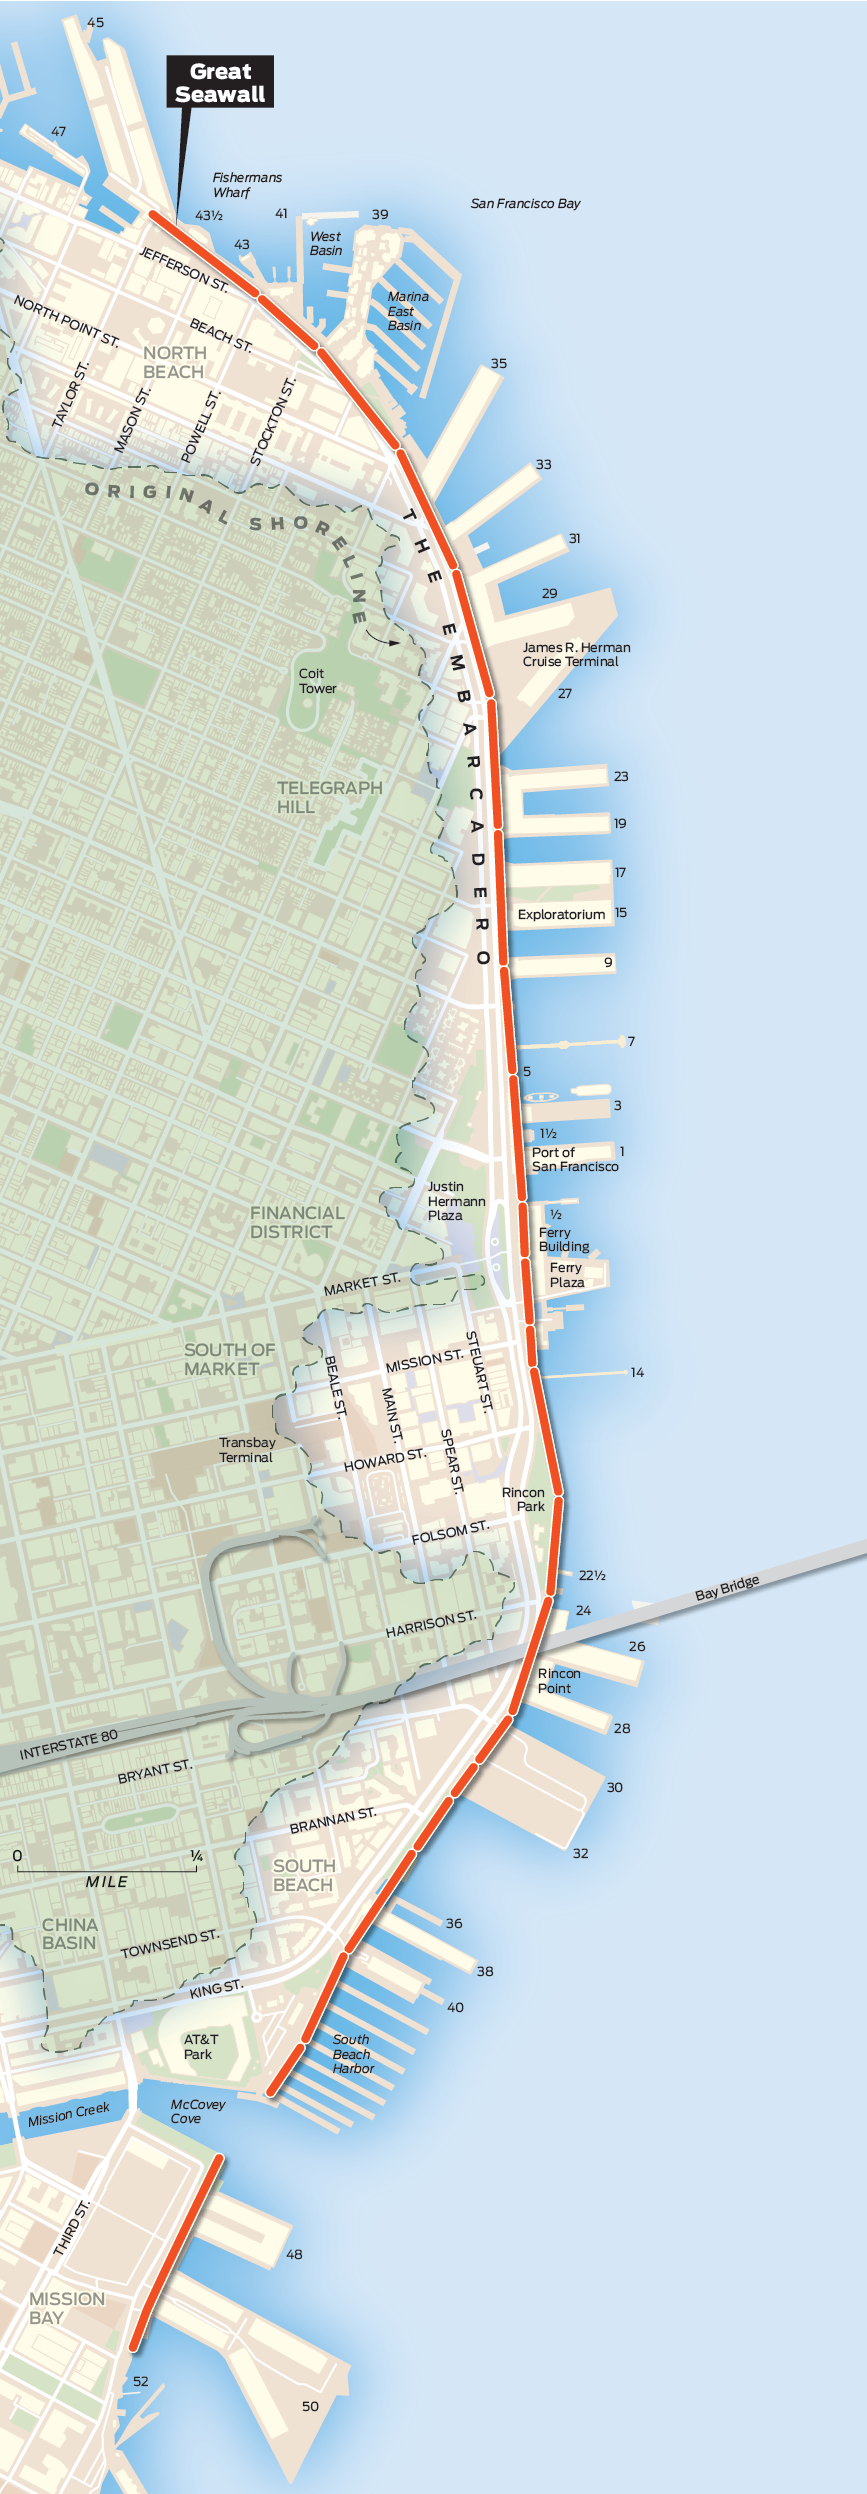 45
Great
Seawall
47
Fishermans
Wharf
San Francisco Bay
43½
41
39
West
Basin
43
JEFFERSON ST.
Marina
East
Basin
NORTH POINT ST.
BEACH ST.
NORTH
BEACH
35
TAYLOR ST.
MASON ST.
POWELL ST.
STOCKTON ST.
33
ORIGINAL SHORELINE
THE EMBARCADERO
31
29
James R. Herman
Cruise Terminal
Coit
Tower
27
23
TELEGRAPH
HILL
19
17
Exploratorium
15
9
7
5
3
1½
1
Port of
San Francisco
Justin
Hermann
Plaza
FINANCIAL
DISTRICT
½
Ferry
Building
Ferry
Plaza
MARKET ST.
SOUTH OF
MARKET
MISSION ST.
STEUART ST.
BEALE ST.
MAIN ST.
14
Transbay
Terminal
HOWARD ST.
SPEAR ST.
Rincon
Park
FOLSOM ST.
22½
Bay Bridge
24
HARRISON ST.
26
Rincon
Point
28
INTERSTATE 80
BRYANT ST.
30
BRANNAN ST.
32
0
¼
MILE
SOUTH
BEACH
CHINA
BASIN
TOWNSEND ST.
36
38
KING ST.
40
AT&T
Park
South
Beach
Harbor
Mission Creek
McCovey
Cove
THIRD ST.
48
MISSION
BAY
52
50